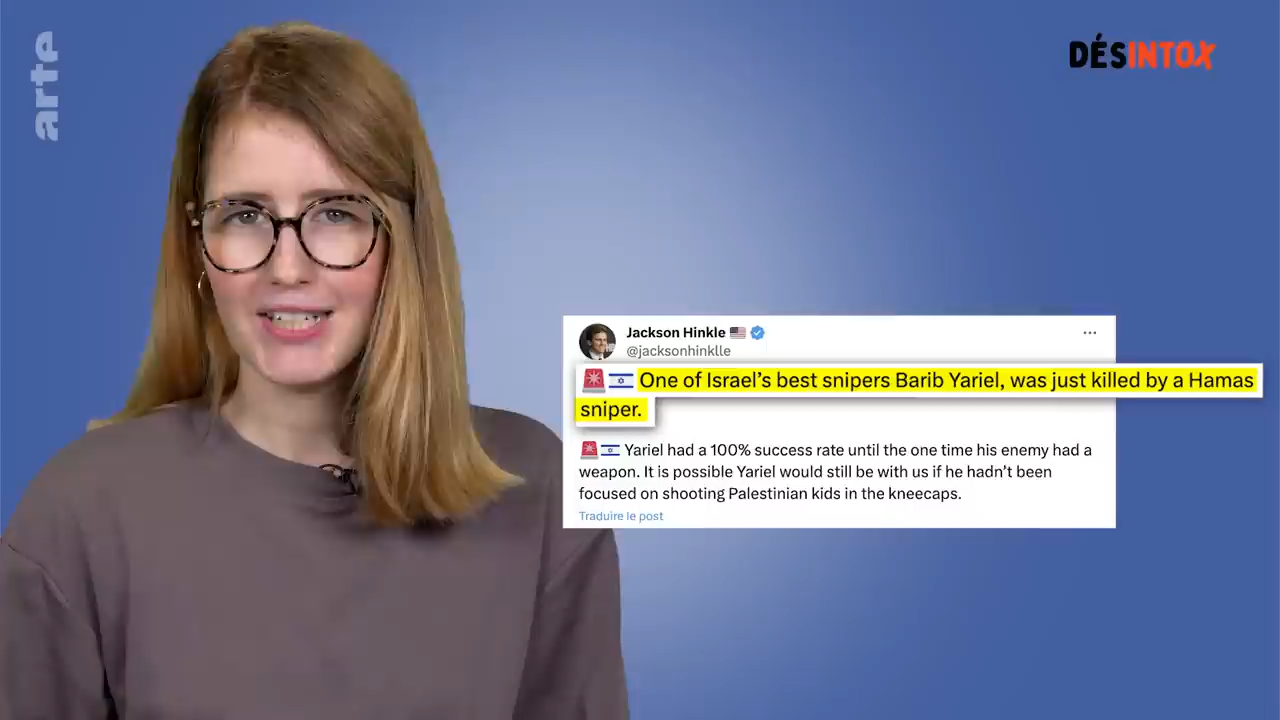 arte
DÉSINTOX
Jackson Hinkle
@jacksonhinklle
One of Israel's best snipers Barib Yariel, was just killed by a Hamas
sniper.
Yariel had a 100% success rate until the one time his enemy had a
weapon. It is possible Yariel would still be with us if he hadn't been
focused on shooting Palestinian kids in the kneecaps.
Traduire le post